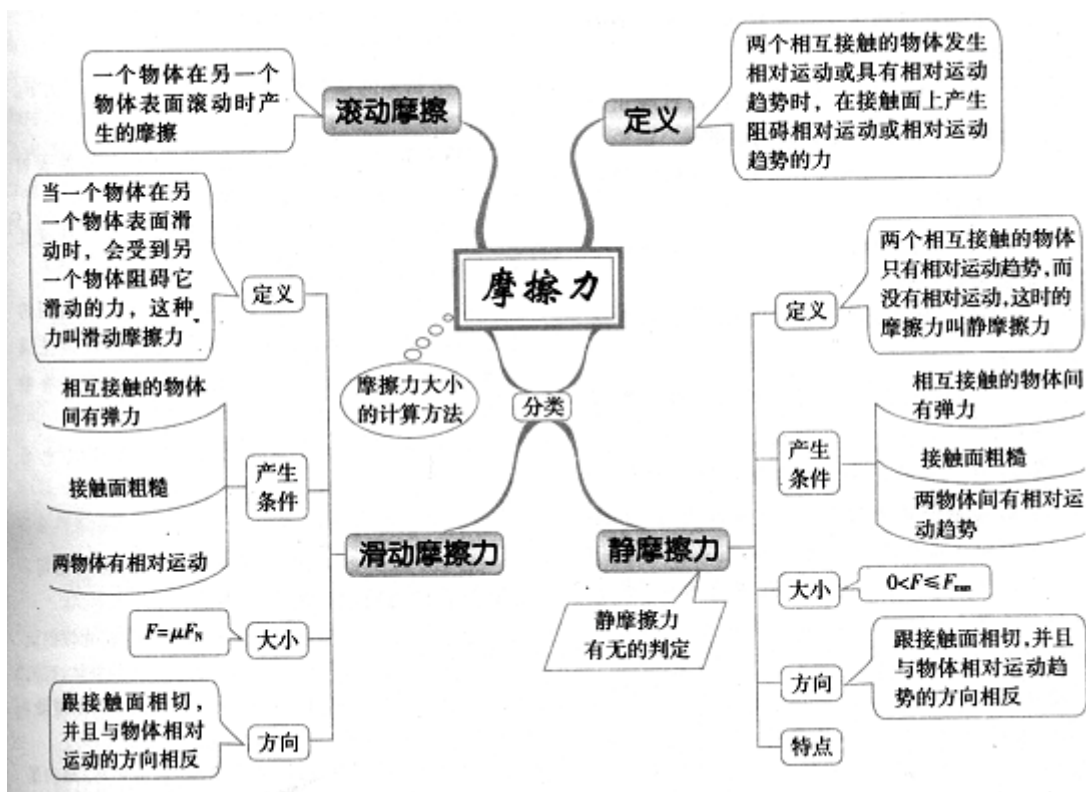 摩擦力
定义
两个相互接触的物体发生
相对运动或具有相对运动
趋势时，在接触面上产生
阻碍相对运动或相对运动
趋势的力
滚动摩擦
一个物体在另一个
物体表面滚动时产
生的摩擦
摩擦力大小
的计算方法
分类
滑动摩擦力
定义
当一个物体在另
一个物体表面滑
动时，会受到另
一个物体阻碍它
滑动的力，这种
力叫滑动摩擦力
产生
条件
相互接触的物体
间有弹力
接触面粗糙
两物体有相对运动
大小
F=μF_N
方向
跟接触面相切，
并且与物体相对
运动的方向相反
静摩擦力
静摩擦力
有无的判定
定义
两个相互接触的物体
只有相对运动趋势，而
没有相对运动，这时的
摩擦力叫静摩擦力
产生
条件
相互接触的物体间
有弹力
接触面粗糙
两物体间有相对运
动趋势
大小
0<F≤F_max
方向
跟接触面相切，并且
与物体相对运动趋
势的方向相反
特点